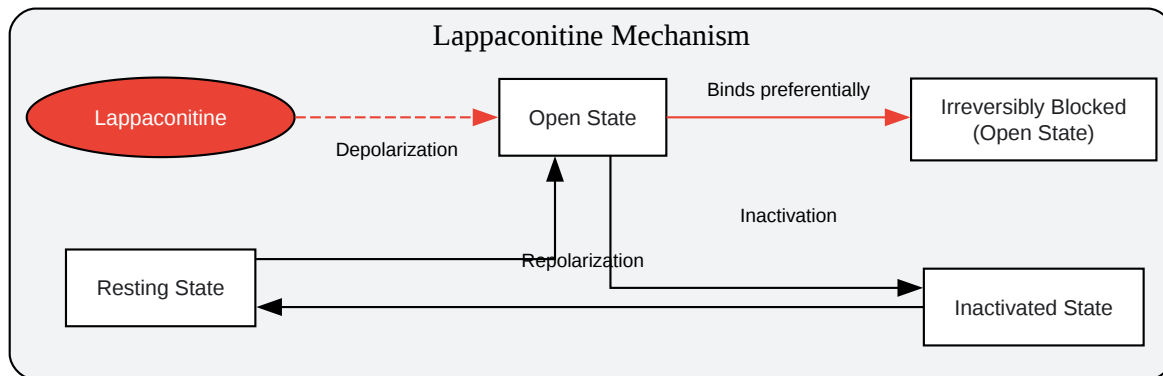 Lappaconitine Mechanism
Lappaconitine
Open State
Binds preferentially
Irreversibly Blocked
(Open State)
Depolarization
Inactivation
Repolarization
Resting State
Inactivated State